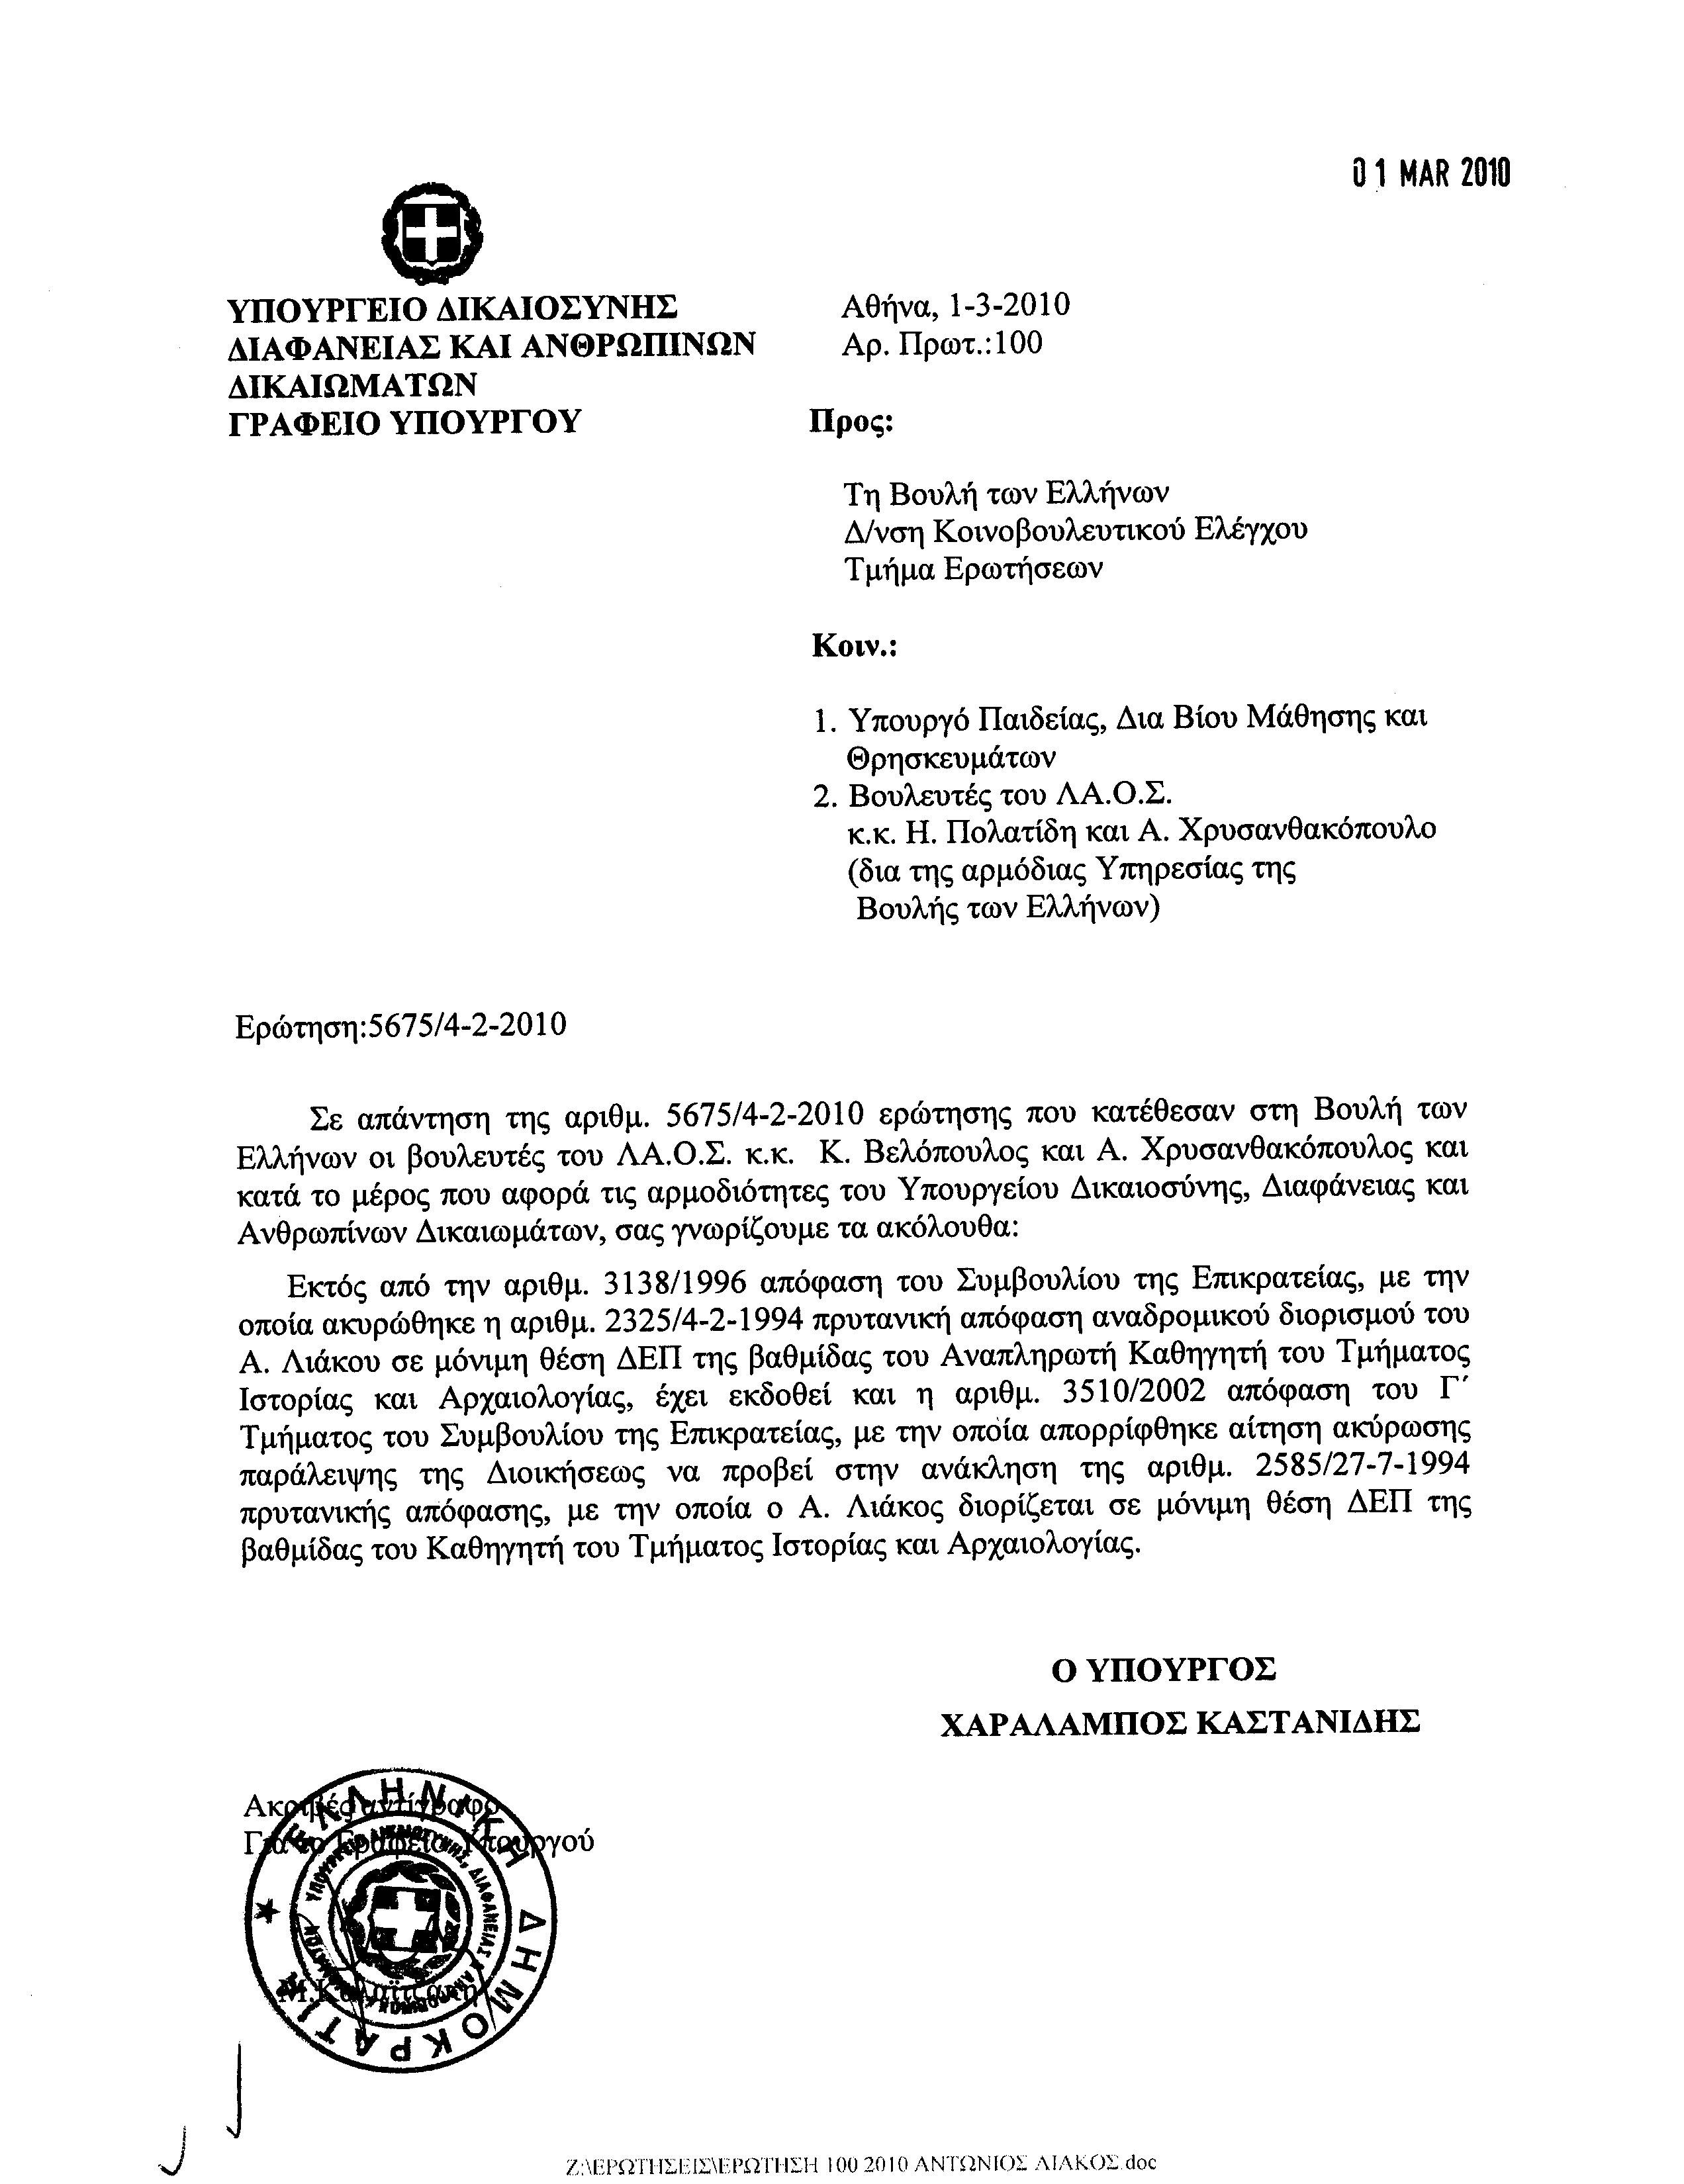 01 MAR 2010
ΥΠΟΥΡΓΕΙΟ ΔΙΚΑΙΟΣΥΝΗΣ
ΔΙΑΦΑΝΕΙΑΣ ΚΑΙ ΑΝΘΡΩΠΙΝΩΝ
ΔΙΚΑΙΩΜΑΤΩΝ
ΓΡΑΦΕΙΟ ΥΠΟΥΡΓΟΥ
Αθήνα, 1-3-2010
Αρ. Πρωτ.:100
Προς:
Τη Βουλή των Ελλήνων
Δ/νση Κοινοβουλευτικού Ελέγχου
Τμήμα Ερωτήσεων
Κοιν.:
1. Υπουργό Παιδείας, Δια Βίου Μάθησης και
Θρησκευμάτων
2. Βουλευτές του ΛΑ.Ο.Σ.
κ.κ. Η. Πολατίδη και Α. Χρυσανθακόπουλο
(δια της αρμόδιας Υπηρεσίας της
Βουλής των Ελλήνων)
Ερώτηση:5675/4-2-2010
Σε απάντηση της αριθμ. 5675/4-2-2010 ερώτησης που κατέθεσαν στη Βουλή των
Ελλήνων οι βουλευτές του ΛΑ.Ο.Σ. κ.κ. Κ. Βελόπουλος και Α. Χρυσανθακόπουλος και
κατά το μέρος που αφορά τις αρμοδιότητες του Υπουργείου Δικαιοσύνης, Διαφάνειας και
Ανθρωπίνων Δικαιωμάτων, σας γνωρίζουμε τα ακόλουθα:
Εκτός από την αριθμ. 3138/1996 απόφαση του Συμβουλίου της Επικρατείας, με την
οποία ακυρώθηκε η αριθμ. 2325/4-2-1994 πρυτανική απόφαση αναδρομικού διορισμού του
Α. Λιάκου σε μόνιμη θέση ΔΕΠ της βαθμίδας του Αναπληρωτή Καθηγητή του Τμήματος
Ιστορίας και Αρχαιολογίας, έχει εκδοθεί και η αριθμ. 3510/2002 απόφαση του Γ΄
Τμήματος του Συμβουλίου της Επικρατείας, με την οποία απορρίφθηκε αίτηση ακύρωσης
παράλειψης της Διοικήσεως να προβεί στην ανάκληση της αριθμ. 2585/27-7-1994
πρυτανικής απόφασης, με την οποία ο Α. Λιάκος διορίζεται σε μόνιμη θέση ΔΕΠ της
βαθμίδας του Καθηγητή του Τμήματος Ιστορίας και Αρχαιολογίας.
Ο ΥΠΟΥΡΓΟΣ
ΧΑΡΑΛΑΜΠΟΣ ΚΑΣΤΑΝΙΔΗΣ
Ακριβές αντίγραφο
Για το Γραφείο Υπουργού
ΕΛΛΗΝΙΚΗ ΔΗΜΟΚΡΑΤΙΑ
ΥΠΟΥΡΓΕΙΟ ΔΙΚΑΙΟΣΥΝΗΣ, ΔΙΑΦΑΝΕΙΑΣ
Z:\ΕΡΩΤΗΣΕΙΣ\ΕΡΩΤΗΣΗ 100 2010 ΑΝΤΩΝΙΟΣ ΛΙΑΚΟΣ.doc